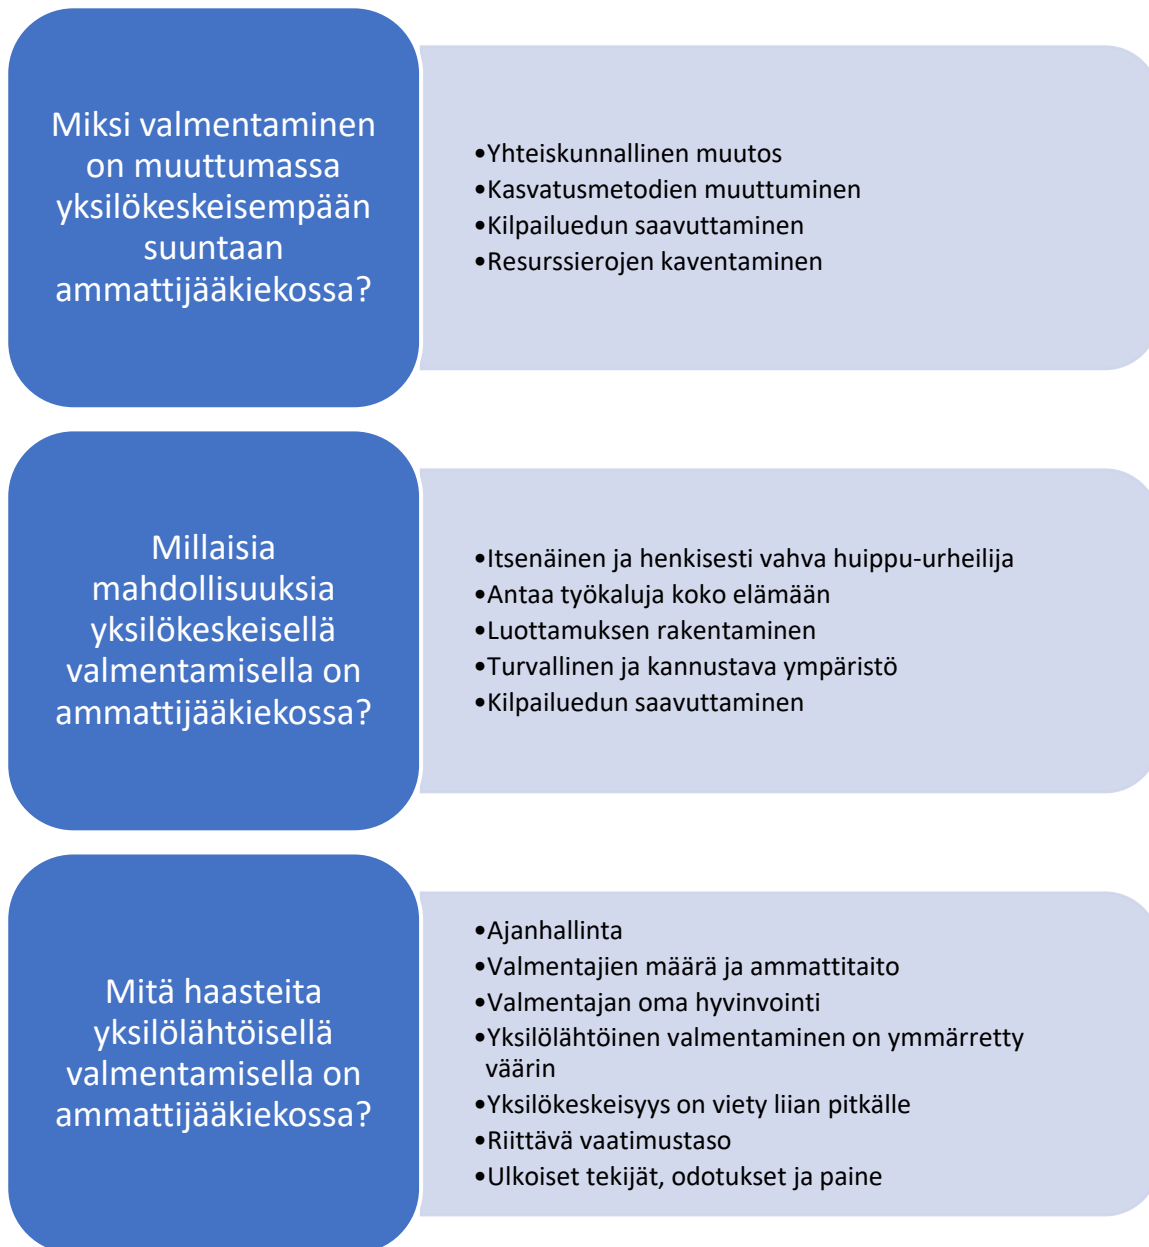 Miksi valmentaminen
on muuttumassa
yksilökeskeisempään
suuntaan
ammattijääkiekossa?
•Yhteiskunnallinen muutos
•Kasvatusmetodien muuttuminen
•Kilpailuedun saavuttaminen
•Resurssierojen kaventaminen
Millaisia
mahdollisuuksia
yksilökeskeisellä
valmentamisella on
ammattijääkiekossa?
•Itsenäinen ja henkisesti vahva huippu-urheilija
•Antaa työkaluja koko elämään
•Luottamuksen rakentaminen
•Turvallinen ja kannustava ympäristö
•Kilpailuedun saavuttaminen
Mitä haasteita
yksilölähtöisellä
valmentamisella on
ammattijääkiekossa?
•Ajanhallinta
•Valmentajien määrä ja ammattitaito
•Valmentajan oma hyvinvointi
•Yksilölähtöinen valmentaminen on ymmärretty
väärin
•Yksilökeskeisyys on viety liian pitkälle
•Riittävä vaatimustaso
•Ulkoiset tekijät, odotukset ja paine